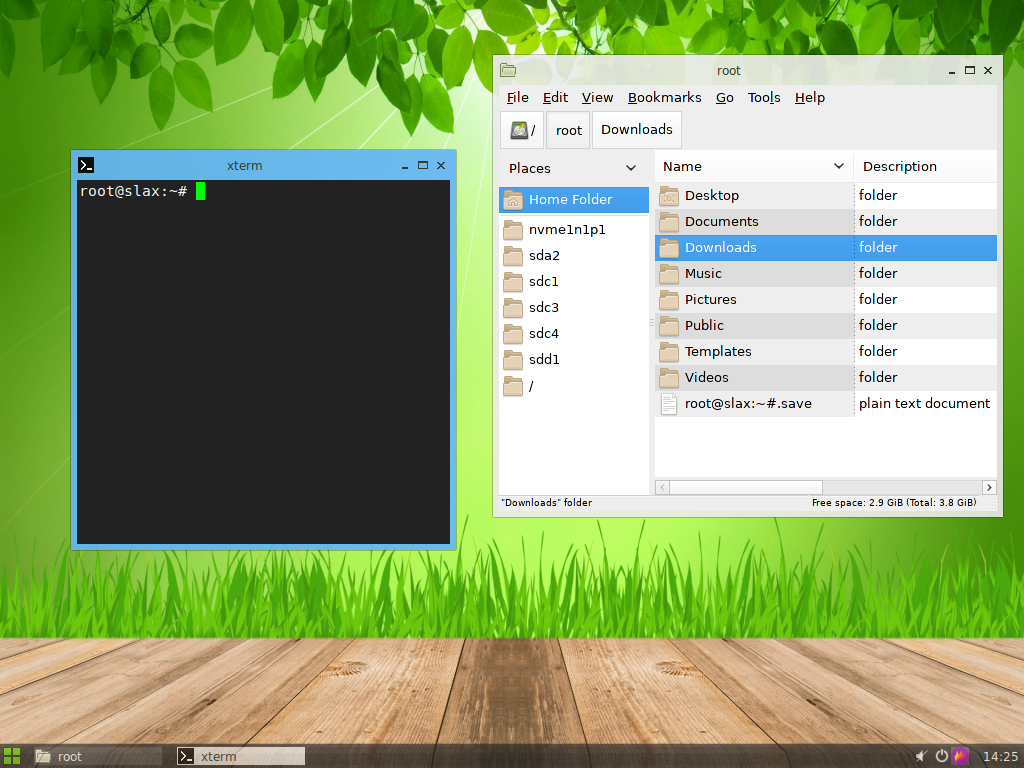 root
File Edit View Bookmarks Go Tools Help
/ root Downloads
xterm
root@slax:~#
Places
Home Folder
nvme1n1p1
sda2
sdc1
sdc3
sdc4
sdd1
/
Name Description
Desktop folder
Documents folder
Downloads folder
Music folder
Pictures folder
Public folder
Templates folder
Videos folder
root@slax:~#.save plain text document
"Downloads" folder Free space: 2.9 GiB (Total: 3.8 GiB)
root xterm 14:25